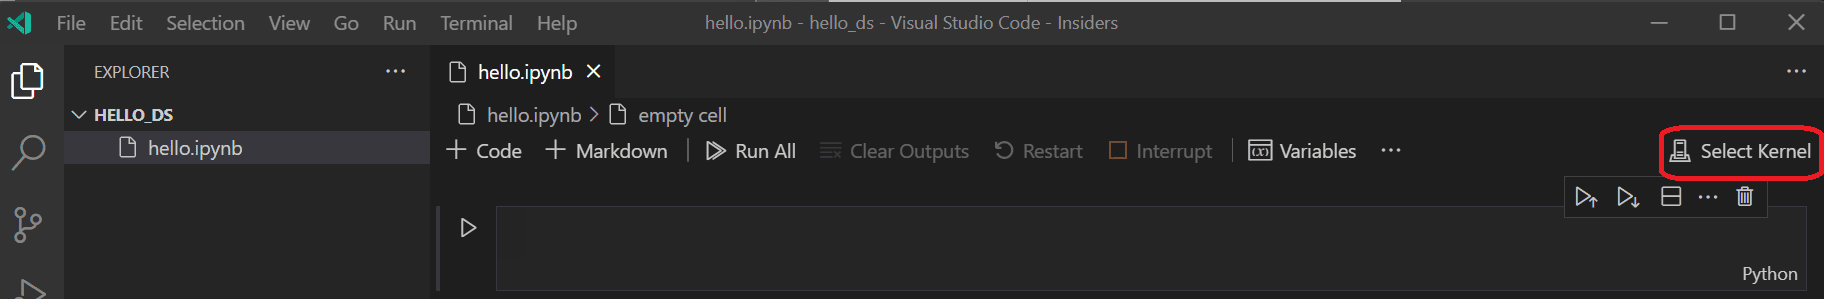 File Edit Selection View Go Run Terminal Help hello.ipynb - hello_ds - Visual Studio Code - Insiders
EXPLORER
HELLO_DS
hello.ipynb
hello.ipynb
hello.ipynb > empty cell
+ Code + Markdown Run All Clear Outputs Restart Interrupt (x) Variables ... Select Kernel
Python